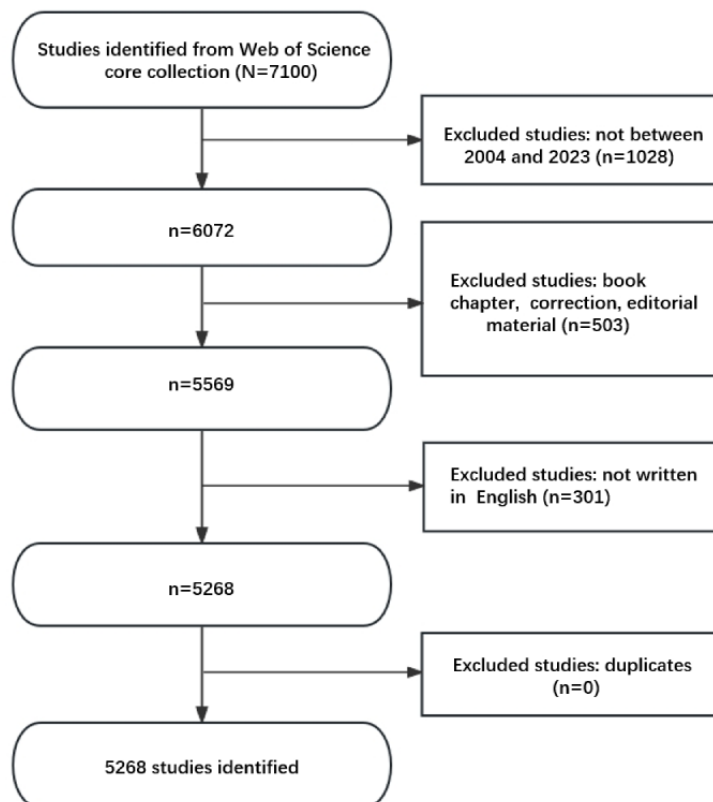 Studies identified from Web of Science
core collection (N=7100)
Excluded studies: not between
2004 and 2023 (n=1028)
n=6072
Excluded studies: book
chapter, correction, editorial
material (n=503)
n=5569
Excluded studies: not written
in English (n=301)
n=5268
Excluded studies: duplicates
(n=0)
5268 studies identified